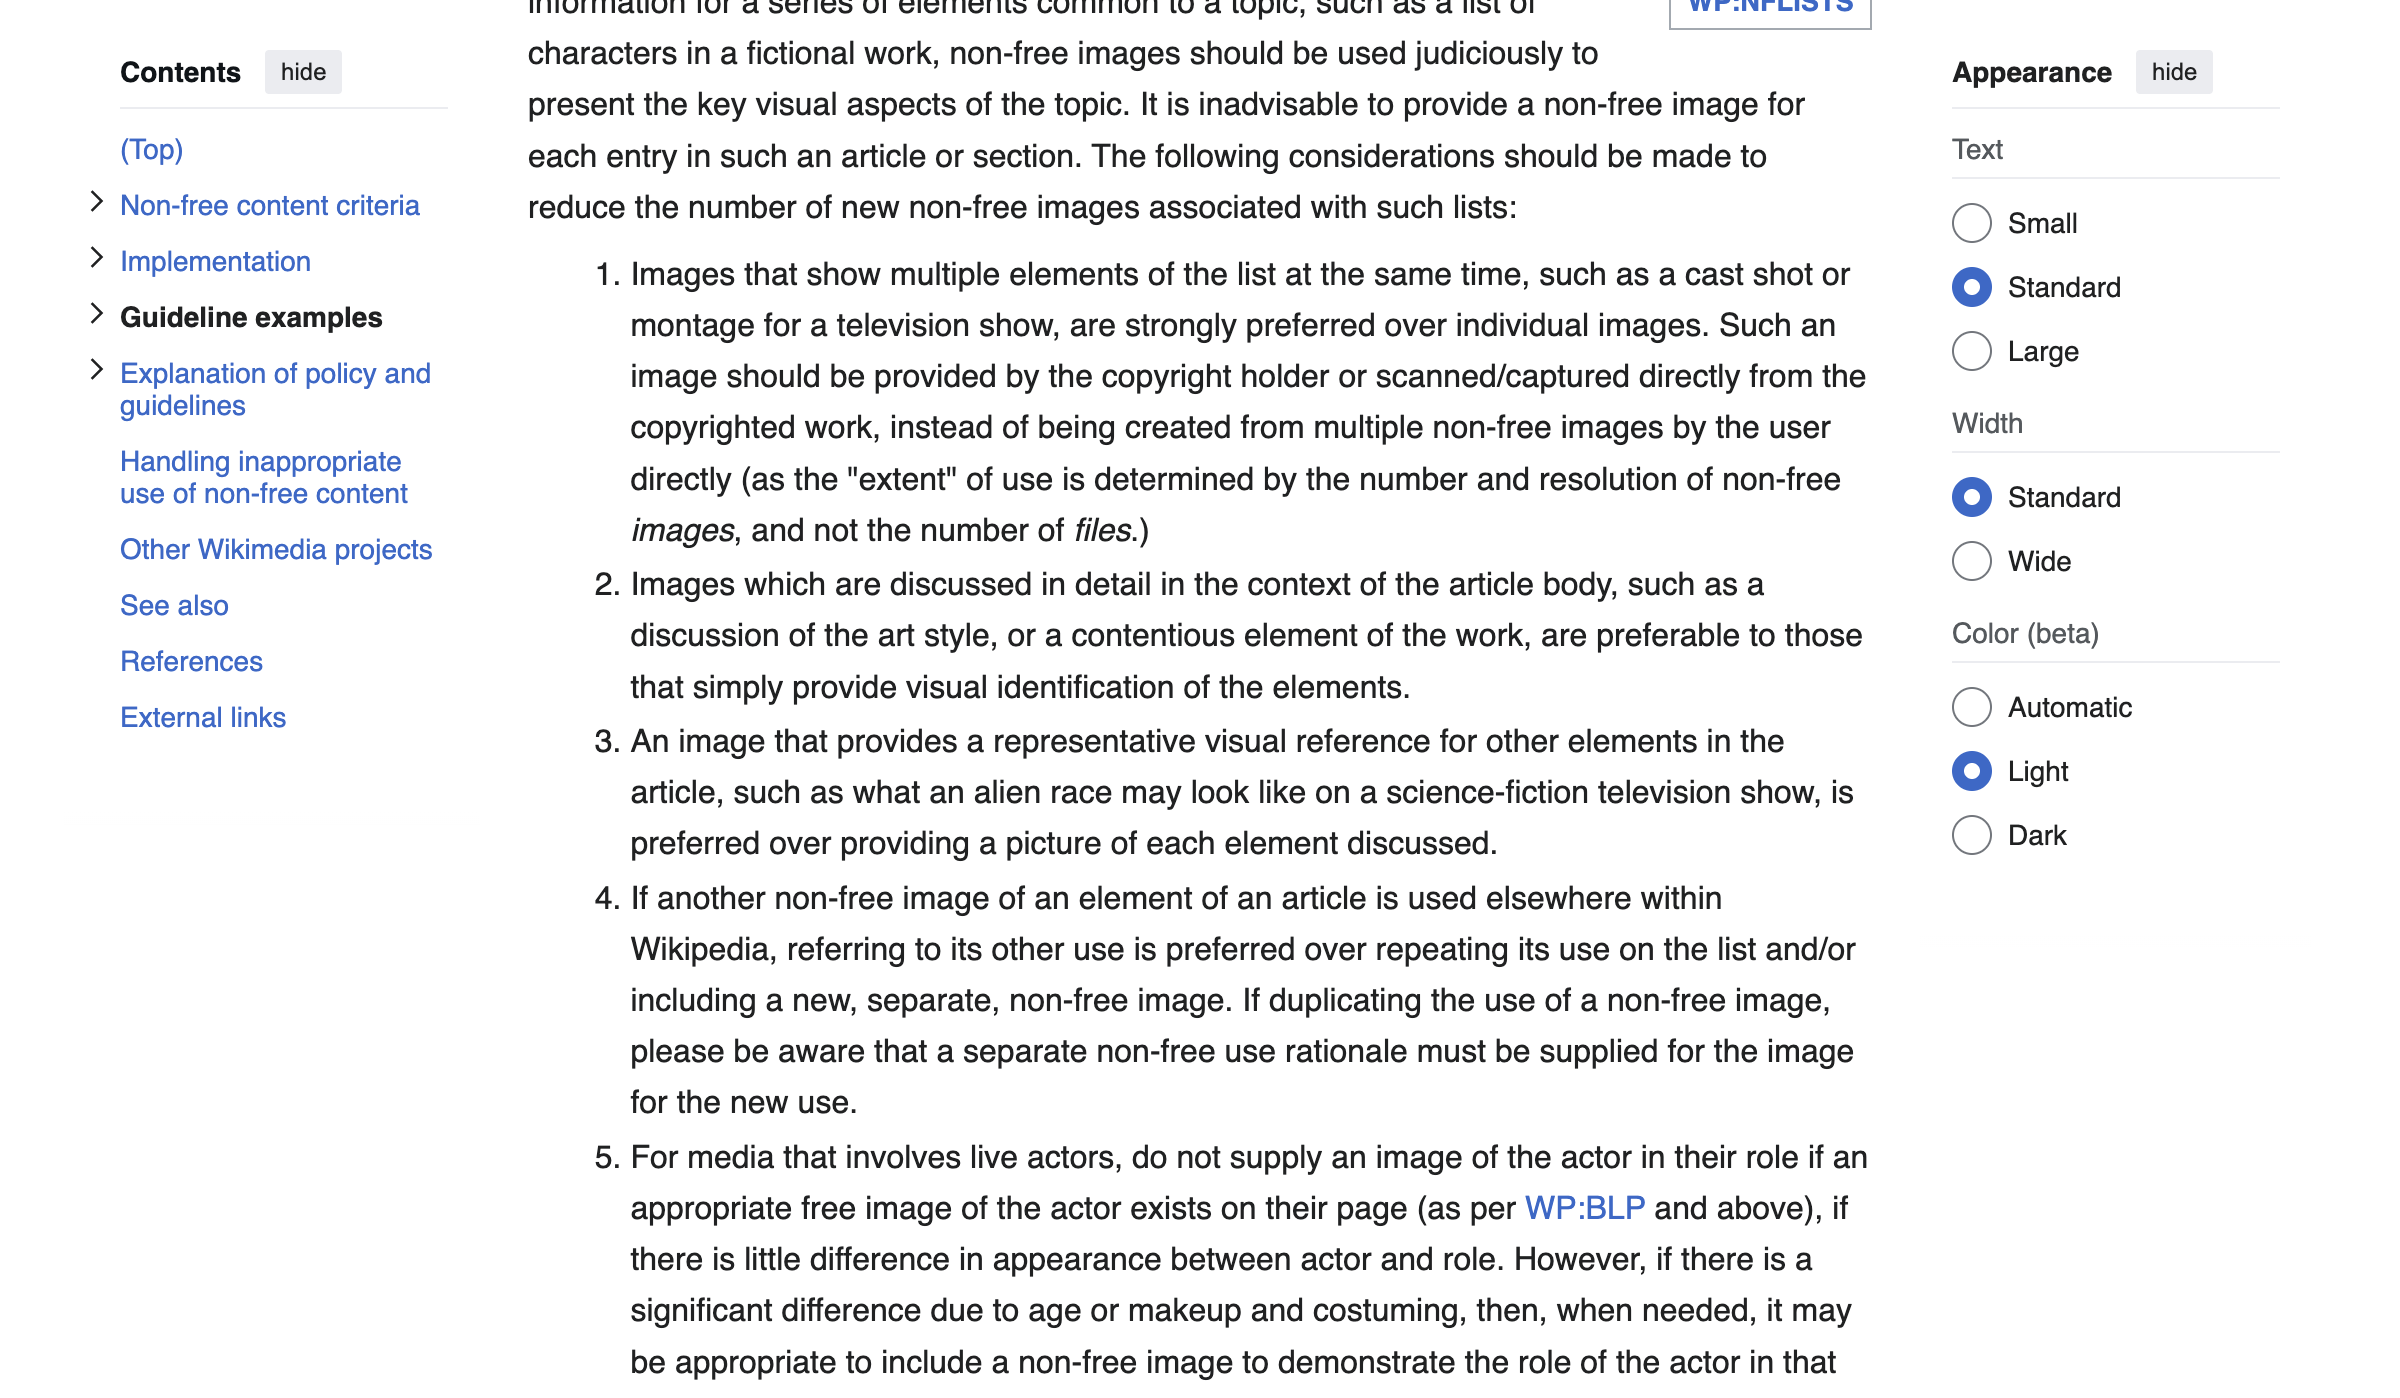 Contents hide
(Top)
Non-free content criteria
Implementation
Guideline examples
Explanation of policy and
guidelines
Handling inappropriate
use of non-free content
Other Wikimedia projects
See also
References
External links
information for a series of elements common to a topic, such as a list of
WP:NFLISTS
characters in a fictional work, non-free images should be used judiciously to
present the key visual aspects of the topic. It is inadvisable to provide a non-free image for
each entry in such an article or section. The following considerations should be made to
reduce the number of new non-free images associated with such lists:
1. Images that show multiple elements of the list at the same time, such as a cast shot or
montage for a television show, are strongly preferred over individual images. Such an
image should be provided by the copyright holder or scanned/captured directly from the
copyrighted work, instead of being created from multiple non-free images by the user
directly (as the "extent" of use is determined by the number and resolution of non-free
images, and not the number of files.)
2. Images which are discussed in detail in the context of the article body, such as a
discussion of the art style, or a contentious element of the work, are preferable to those
that simply provide visual identification of the elements.
3. An image that provides a representative visual reference for other elements in the
article, such as what an alien race may look like on a science-fiction television show, is
preferred over providing a picture of each element discussed.
4. If another non-free image of an element of an article is used elsewhere within
Wikipedia, referring to its other use is preferred over repeating its use on the list and/or
including a new, separate, non-free image. If duplicating the use of a non-free image,
please be aware that a separate non-free use rationale must be supplied for the image
for the new use.
5. For media that involves live actors, do not supply an image of the actor in their role if an
appropriate free image of the actor exists on their page (as per WP:BLP and above), if
there is little difference in appearance between actor and role. However, if there is a
significant difference due to age or makeup and costuming, then, when needed, it may
be appropriate to include a non-free image to demonstrate the role of the actor in that
Appearance hide
Text
Small
Standard
Large
Width
Standard
Wide
Color (beta)
Automatic
Light
Dark